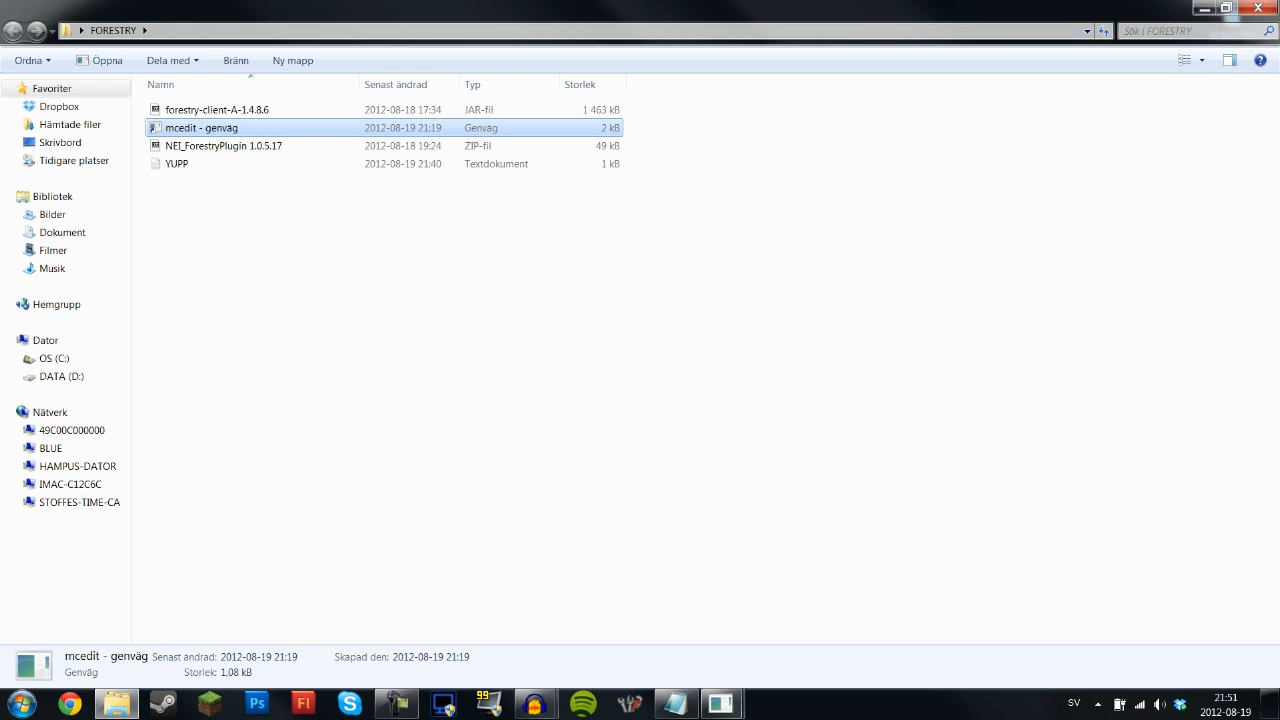 FORESTRY
Sök i FORESTRY
Ordna Öppna Dela med Bränn Ny mapp
Namn Senast ändrad Typ Storlek
forestry-client-A-1.4.8.6 2012-08-18 17:34 JAR-fil 1 463 kB
mcedit - genväg 2012-08-19 21:19 Genväg 2 kB
NEI_ForestryPlugin 1.0.5.17 2012-08-18 19:24 ZIP-fil 49 kB
YUPP 2012-08-19 21:40 Textdokument 1 kB
Favoriter
Dropbox
Hämtade filer
Skrivbord
Tidigare platser
Bibliotek
Bilder
Dokument
Filmer
Musik
Hemgrupp
Dator
OS (C:)
DATA (D:)
Nätverk
49C00C000000
BLUE
HAMPUS-DATOR
IMAC-C12C6C
STOFFES-TIME-CA
mcedit - genväg Senast ändrad: 2012-08-19 21:19 Skapad den: 2012-08-19 21:19
Genväg Storlek: 1,08 kB
Ps Fl 99 SV 21:51
2012-08-19